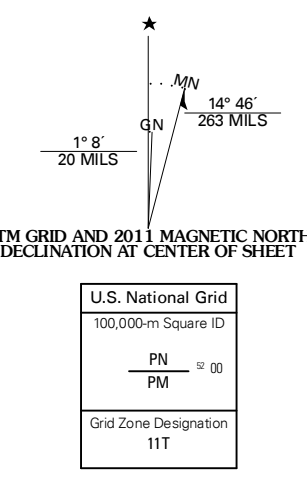 MN
GN
14° 46´
263 MILS
1° 8´
20 MILS
TM GRID AND 2011 MAGNETIC NORTH
DECLINATION AT CENTER OF SHEET
U.S. National Grid
100,000-m Square ID
PN
52 00
PM
Grid Zone Designation
11T